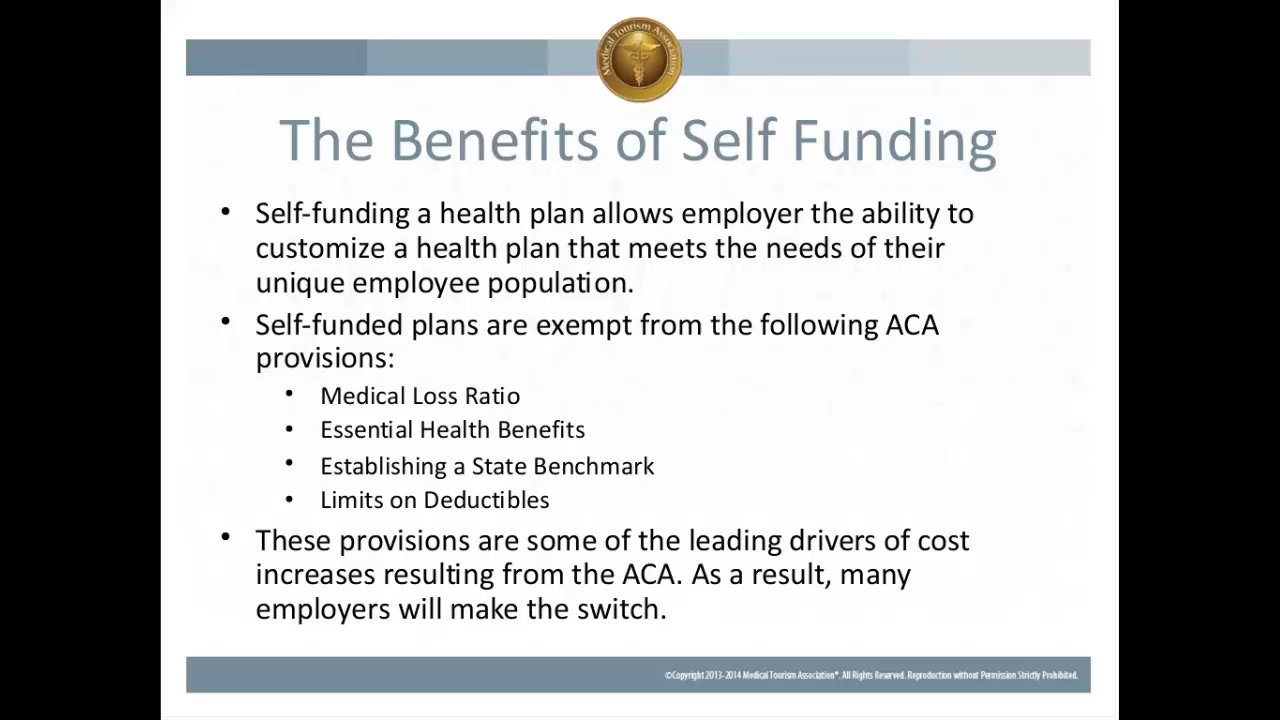 Medical Tourism Association
The Benefits of Self Funding
• Self-funding a health plan allows employer the ability to
customize a health plan that meets the needs of their
unique employee population.
• Self-funded plans are exempt from the following ACA
provisions:
• Medical Loss Ratio
• Essential Health Benefits
• Establishing a State Benchmark
• Limits on Deductibles
• These provisions are some of the leading drivers of cost
increases resulting from the ACA. As a result, many
employers will make the switch.
©Copyright 2013-2014 Medical Tourism Association®. All Rights Reserved. Reproduction without Permission Strictly Prohibited.